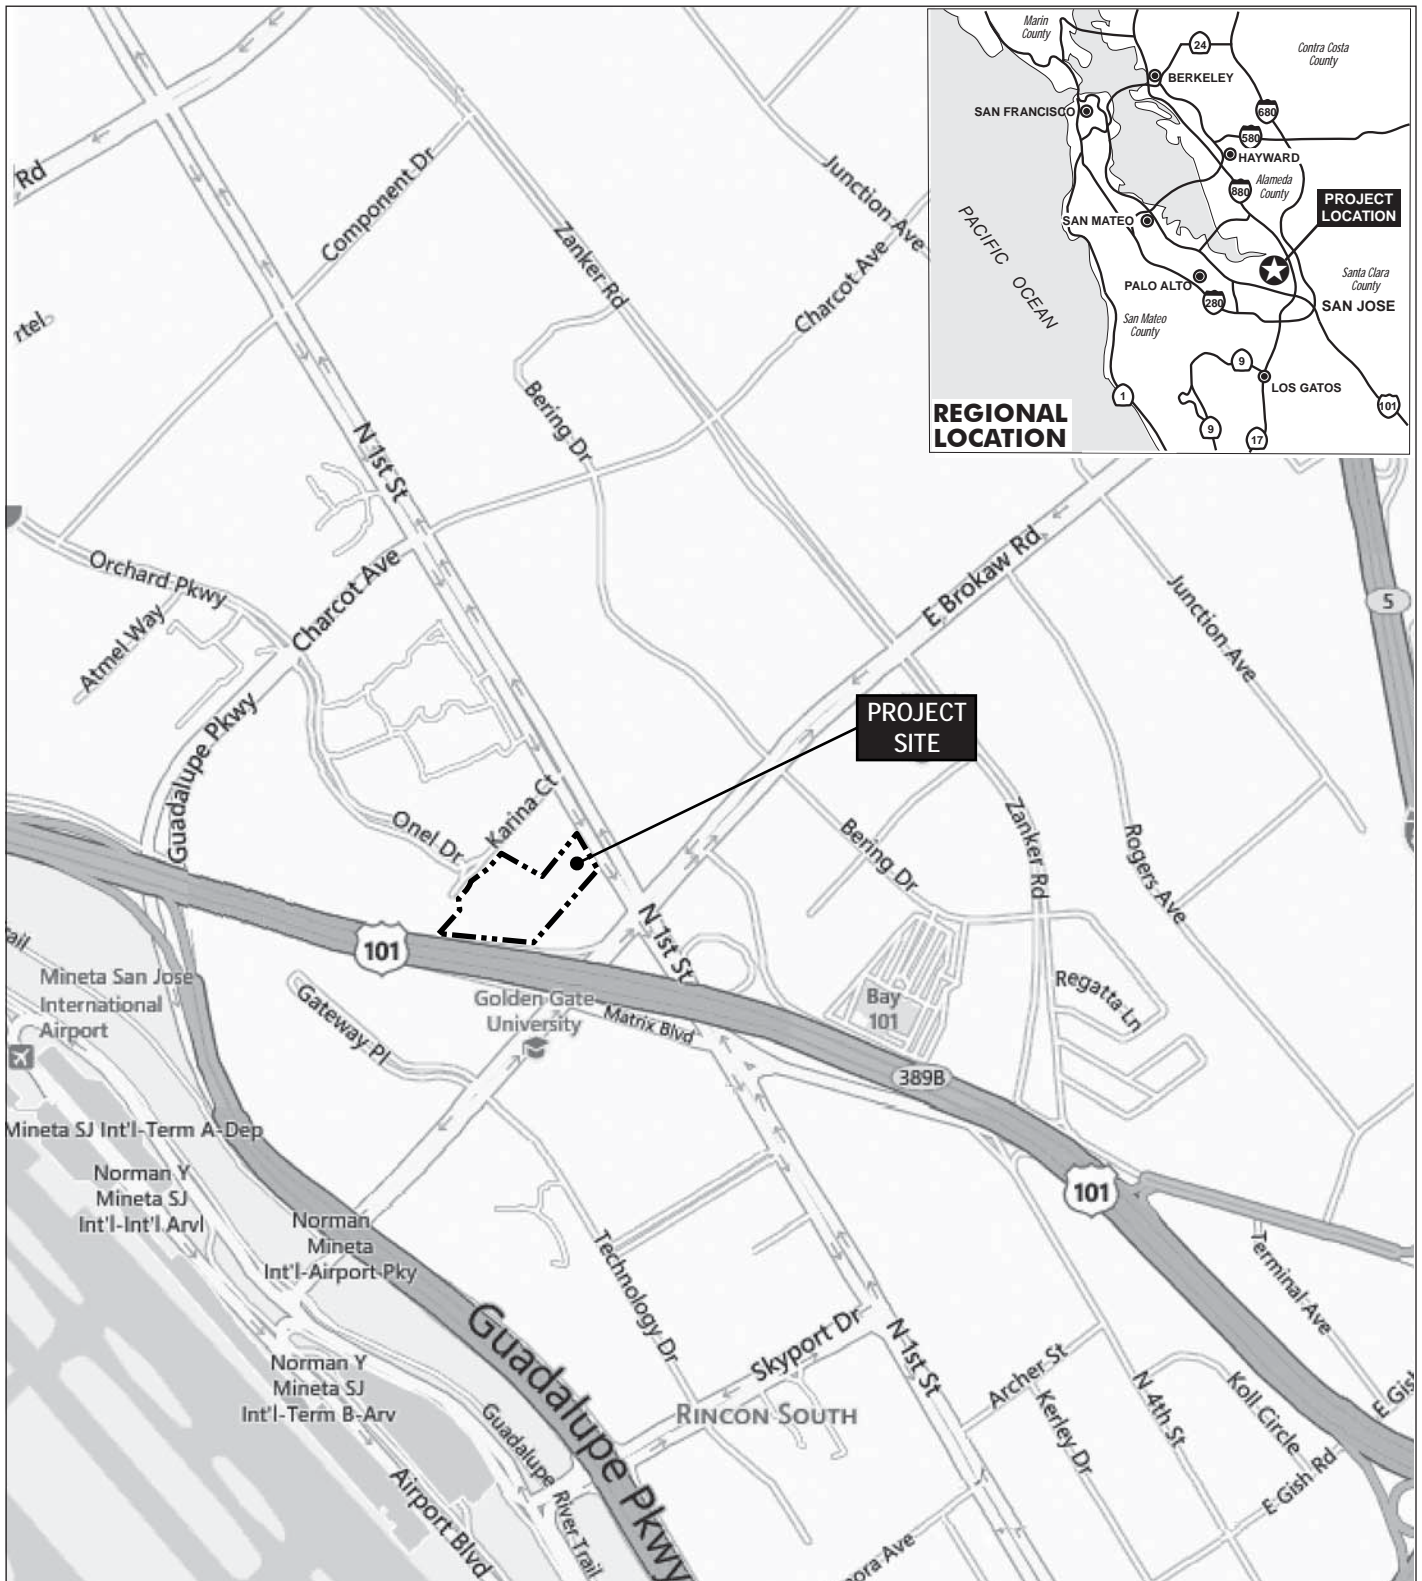 Marin
County
24
Contra Costa
County
BERKELEY
SAN FRANCISCO
680
580
HAYWARD
880
Alameda
County
PROJECT
LOCATION
SAN MATEO
PACIFIC OCEAN
PALO ALTO
280
Santa Clara
County
SAN JOSE
San Mateo
County
9
LOS GATOS
1
101
9
17
REGIONAL
LOCATION
Rd
Component Dr
Junction Ave
Zanker Rd
Charcot Ave
Bering Dr
N 1st St
Orchard Pkwy
Charcot Ave
E Brokaw Rd
5
Junction Ave
Atmel Way
Guadalupe Pkwy
PROJECT
SITE
Karina Ct
Onel Dr
Bering Dr
Zanker Rd
Rogers Ave
N 1st St
101
Mineta San Jose
International
Airport
Gateway Pl
Golden Gate
University
Matrix Blvd
Bay
101
Regatta Ln
389B
Mineta SJ Int'l-Term A-Dep
Norman Y
Mineta SJ
Int'l-Int'l Arvl
101
Norman
Mineta
Int'l-Airport Pky
Technology Dr
Terminal Ave
Guadalupe Pkwy
Skyport Dr
N 1st St
Archer St
Norman Y
Mineta SJ
Int'l-Term B-Arv
RINCON SOUTH
Kerley Dr
N 4th St
Koll Circle
E Gish
E Gish Rd
Guadalupe River Trail
Airport Blvd